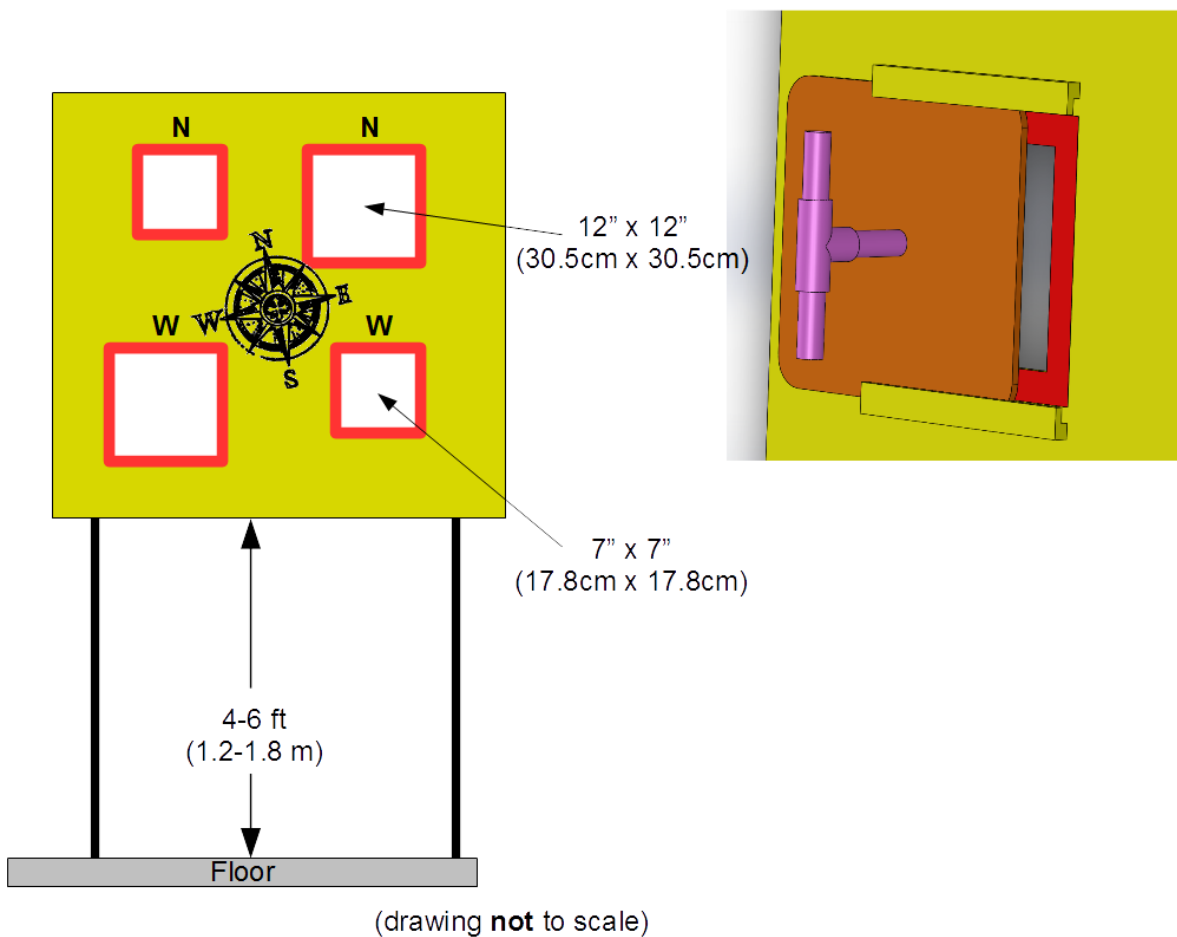 N
N
12” x 12”
(30.5cm x 30.5cm)
N
E
W
S
W
W
7” x 7”
(17.8cm x 17.8cm)
4-6 ft
(1.2-1.8 m)
Floor
(drawing not to scale)